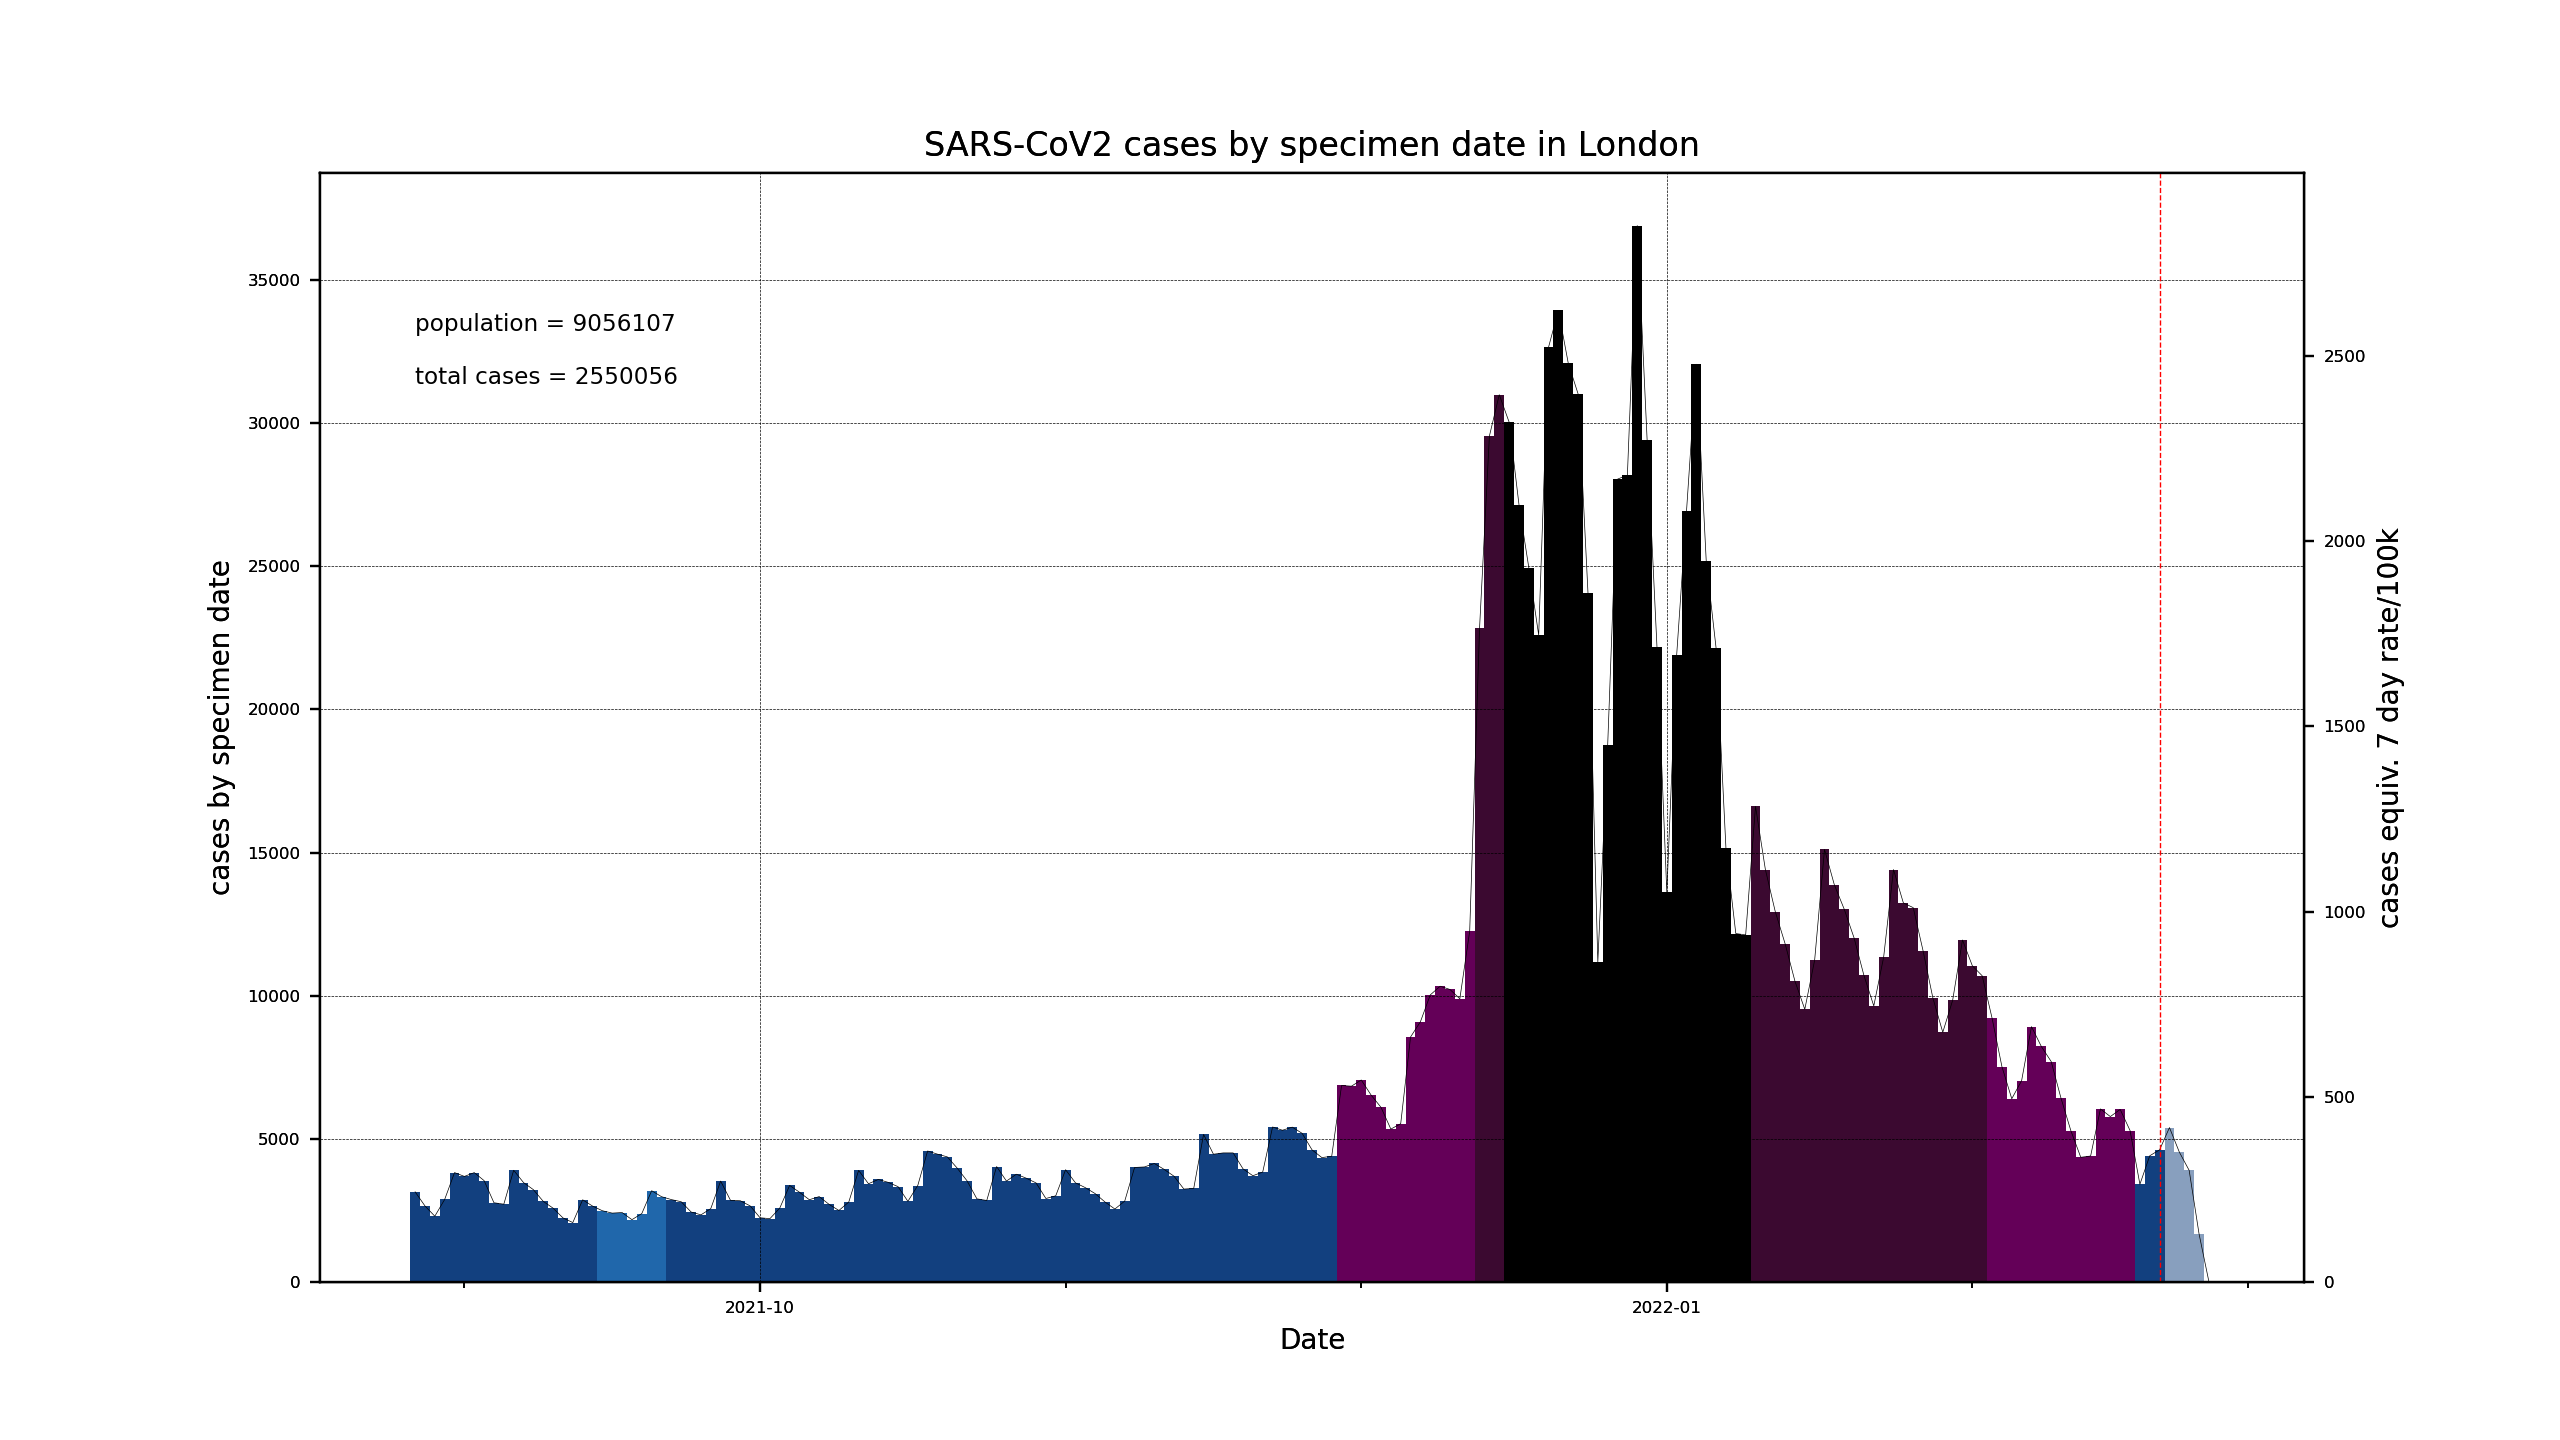 SARS-CoV2 cases by specimen date in London
population = 9056107
total cases = 2550056
cases by specimen date
35000
30000
25000
20000
15000
10000
5000
0
2500
2000
1500
1000
500
0
cases equiv. 7 day rate/100k
2021-10
2022-01
Date